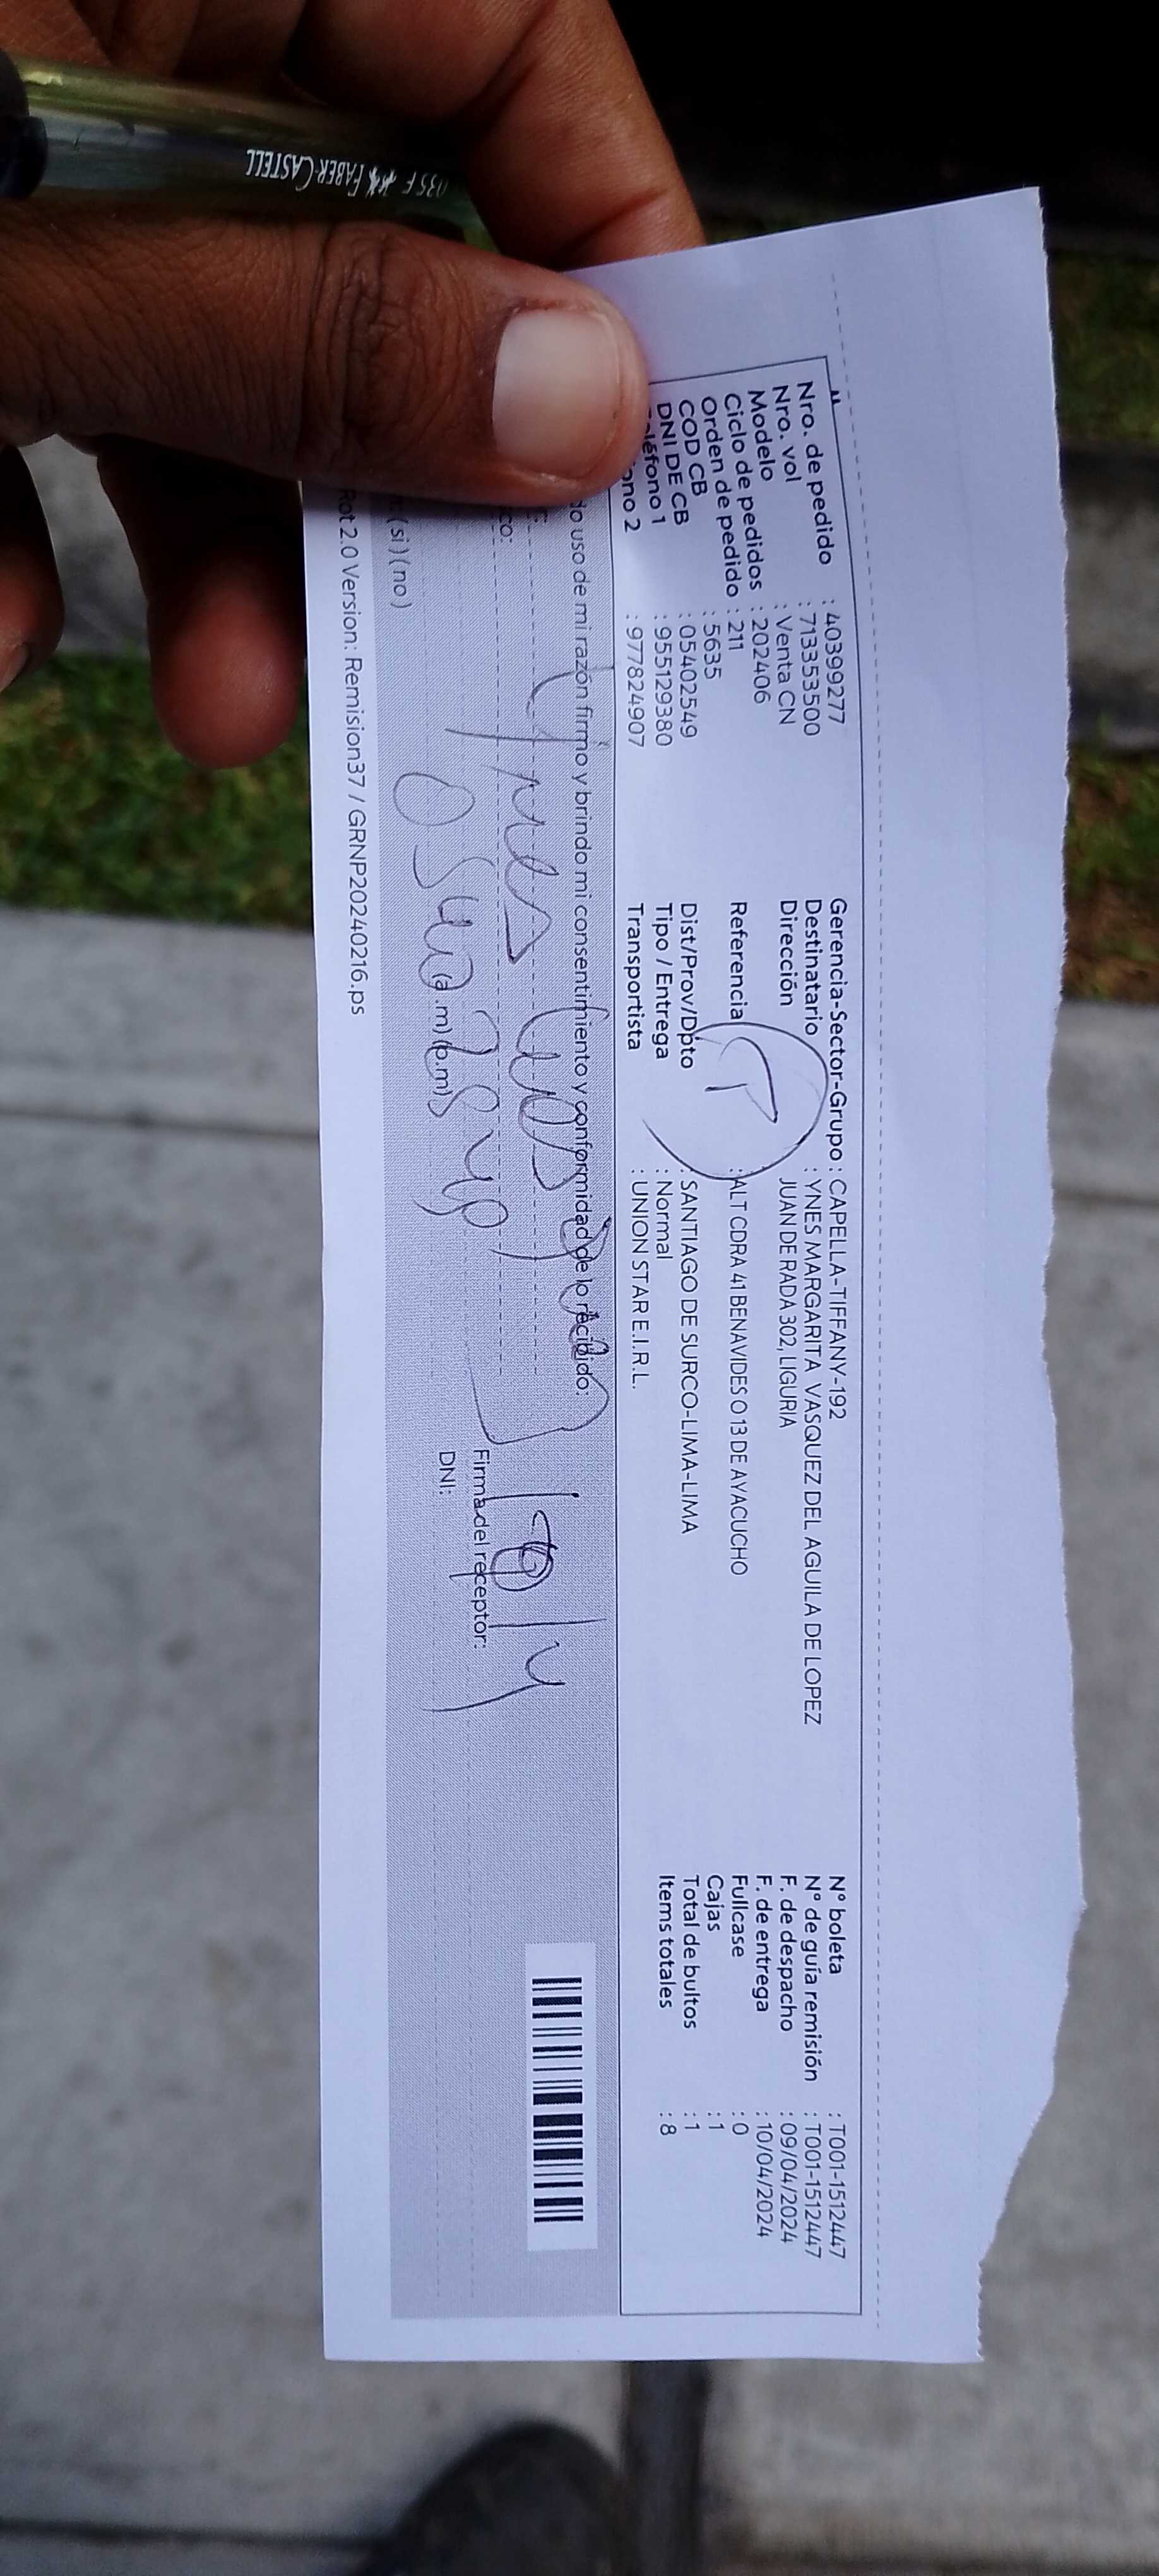 035F FABER-CASTELL
Nro. de pedido : 40399277
Nro. vol : 713353500
Modelo : Venta CN
Ciclo de pedidos : 202406
Orden de pedido : 211
COD CB : 5635
DNI DE CB : 05402549
léfono 1 : 955129380
ono 2 : 977824907
Gerencia-Sector-Grupo : CAPELLA-TIFFANY-192
Destinatario : YNES MARGARITA VASQUEZ DEL AGUILA DE LOPEZ
Dirección JUAN DE RADA 302, LIGURIA
Referencia : ALT CDRA 41 BENAVIDES O 13 DE AYACUCHO
Dist/Prov/Dpto : SANTIAGO DE SURCO-LIMA-LIMA
Tipo / Entrega : Normal
Transportista : UNION STAR E.I.R.L.
N° boleta : T001-1512447
N° de guía remisión : T001-1512447
F. de despacho : 09/04/2024
F. de entrega : 10/04/2024
Fullcase : 0
Cajas : 1
Total de bultos : 1
Items totales : 8
do uso de mi razón firmo y brindo mi consentimiento y conformidad de lo recibido:
co:
(a.m) (p.m)
( si ) ( no )
Firma del receptor:
DNI:
Rot 2.0 Version: Remision37 / GRNP20240216.ps